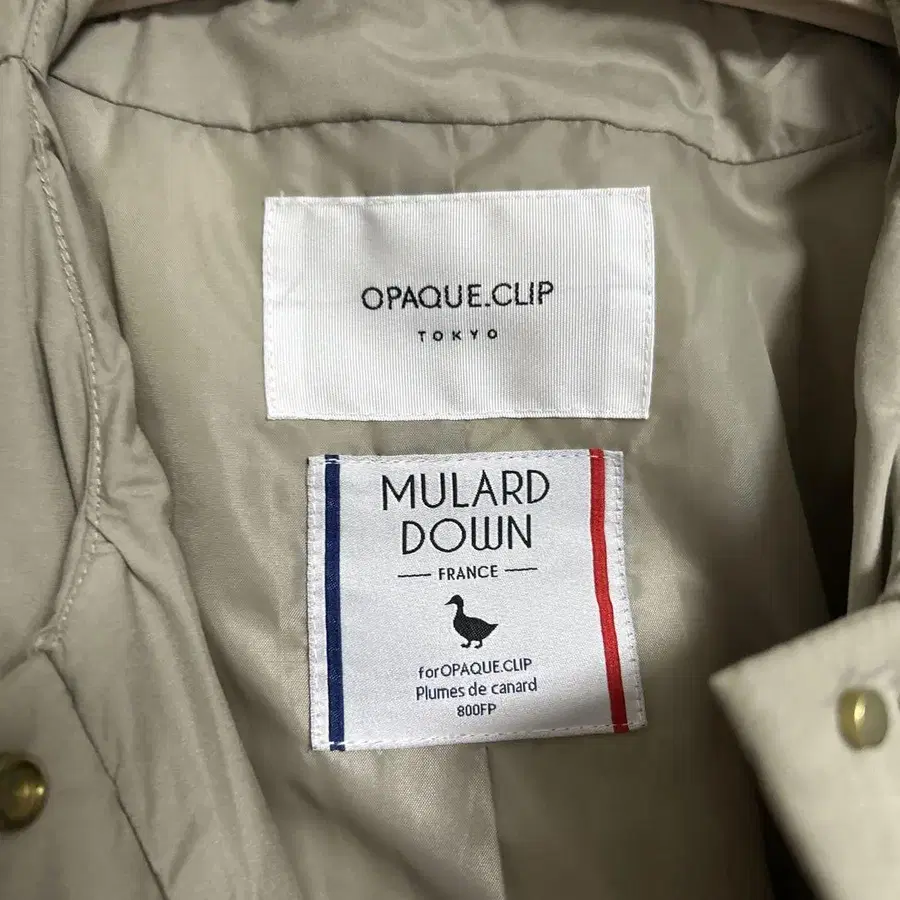 OPAQUE.CLIP
TOKYO
MULARD
DOWN
FRANCE
forOPAQUE.CLIP
Plumes de canard
800FP